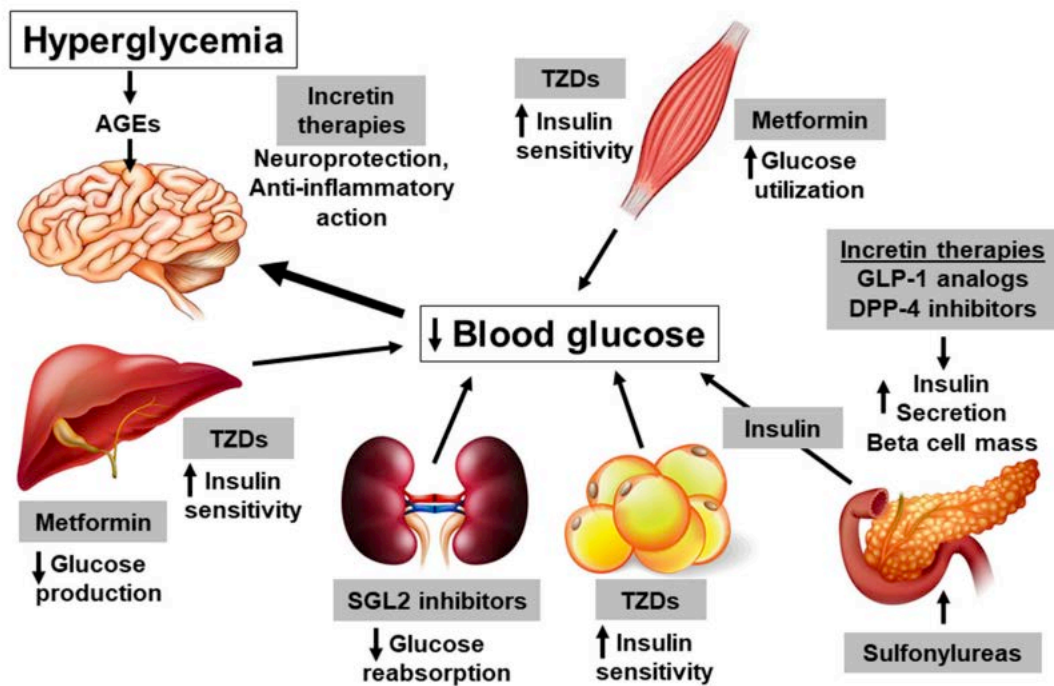 Hyperglycemia
AGEs
Incretin
therapies
Neuroprotection,
Anti-inflammatory
action
TZDs
Insulin
sensitivity
Metformin
Glucose
utilization
Incretin therapies
GLP-1 analogs
DPP-4 inhibitors
Insulin
Secretion
Beta cell mass
Blood glucose
TZDs
Insulin
sensitivity
Metformin
Glucose
production
SGL2 inhibitors
Glucose
reabsorption
TZDs
Insulin
sensitivity
Insulin
Sulfonylureas